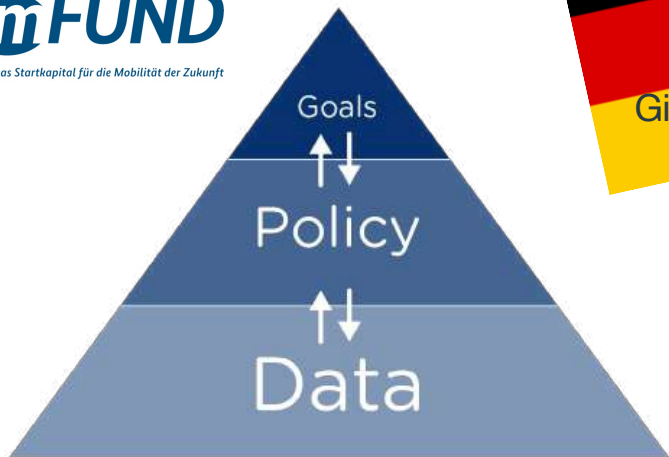 mFUND
as Startkapital für die Mobilität der Zukunft
Gi
Goals
Policy
Data